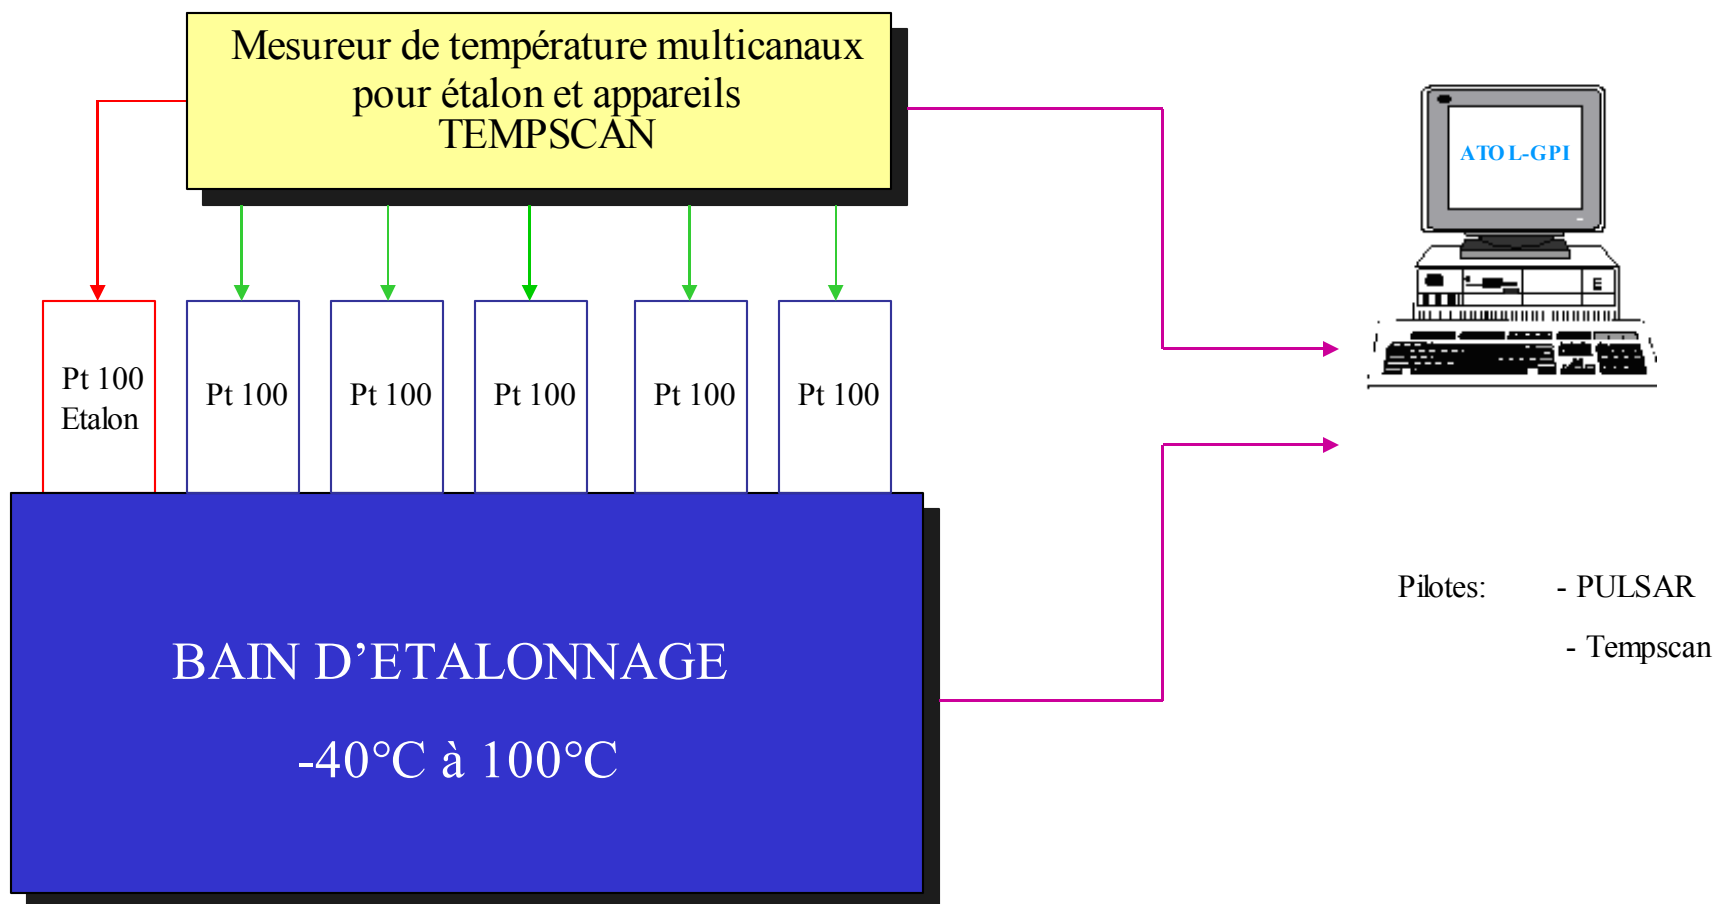 Mesureur de température multicanaux
pour étalon et appareils
TEMPSCAN
ATOL-GPI
E
Pt 100
Etalon
Pt 100
Pt 100
Pt 100
Pt 100
Pt 100
BAIN D’ETALONNAGE
-40°C à 100°C
Pilotes: - PULSAR
- Tempscan